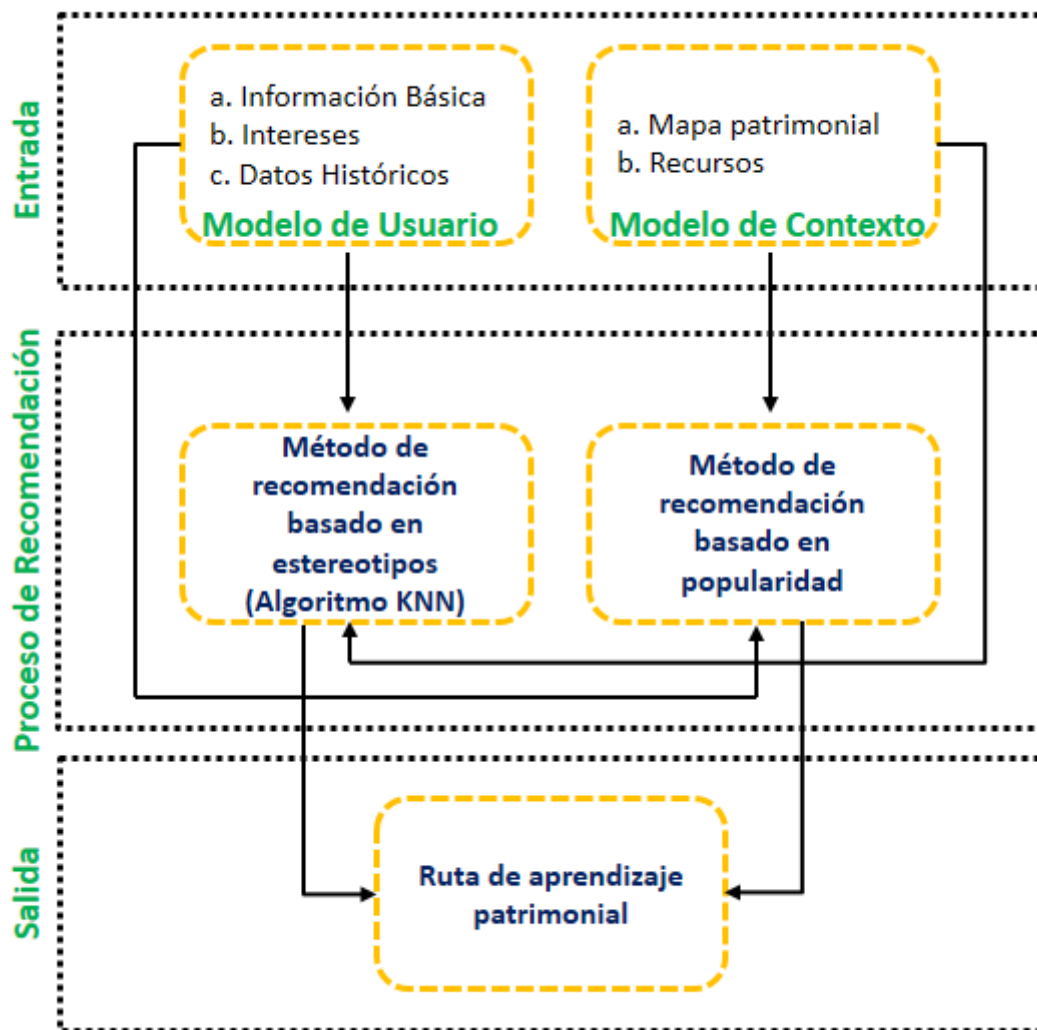 Entrada
a. Información Básica
b. Intereses
c. Datos Históricos
Modelo de Usuario
a. Mapa patrimonial
b. Recursos
Modelo de Contexto
Proceso de Recomendación
Método de
recomendación
basado en
estereotipos
(Algoritmo KNN)
Método de
recomendación
basado en
popularidad
Salida
Ruta de aprendizaje
patrimonial